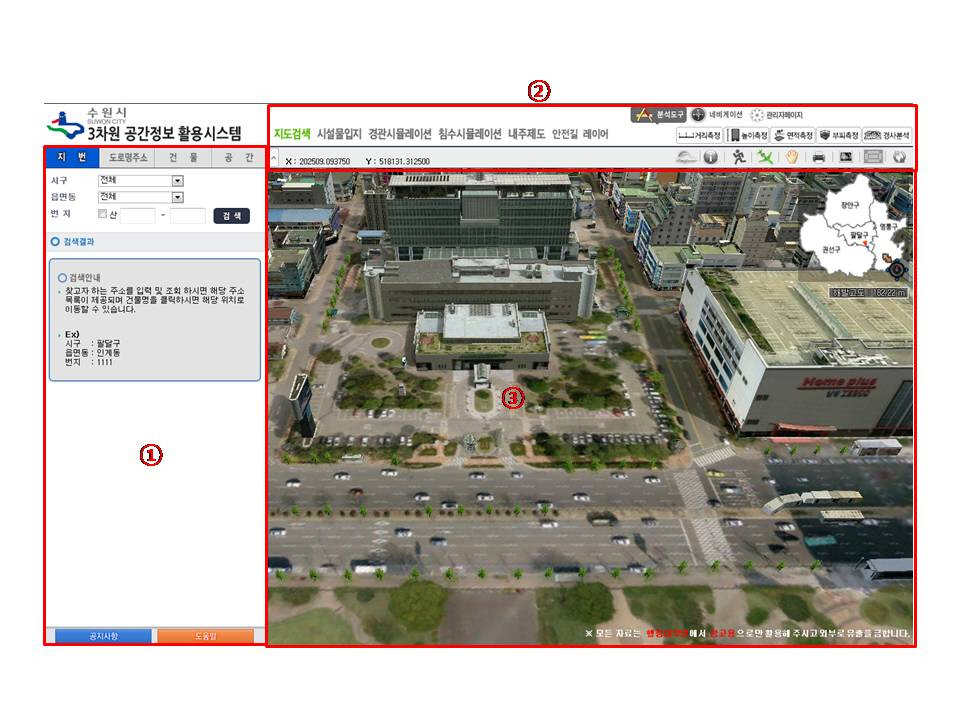 ②
수원시
SUWON CITY
3차원 공간정보 활용시스템
분석도구 네비게이션 관리자페이지
지도검색 시설물입지 경관시뮬레이션 침수시뮬레이션 내주제도 안전길 레이어
거리측정 높이측정 면적측정 부피측정 경사분석
X : 202509.093750 Y : 518131.312500
지 번 도로명주소 건 물 공 간
시구 전체
읍면동 전체
번 지 산 - 검 색
검색결과
검색안내
찾고자 하는 주소를 입력 및 조회 하시면 해당 주소
목록이 제공되며 건물명을 클릭하시면 해당 위치로
이동할 수 있습니다.
Ex)
시구 : 팔달구
읍면동 : 인계동
번지 : 1111
①
공지사항 도움말
장안구
팔달구 영통구
권선구
해발고도 182.22 m
Home plus
③
※ 모든 자료는 에서 참고용으로만 활용해 주시고 외부로 유출을 금합니다.